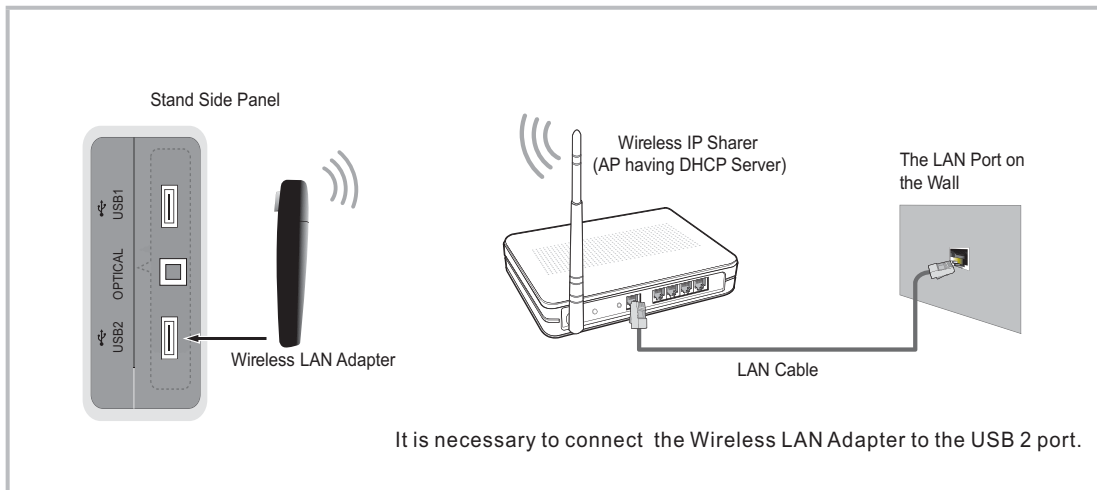 Stand Side Panel
USB1
OPTICAL
USB2
Wireless LAN Adapter
Wireless IP Sharer
(AP having DHCP Server)
The LAN Port on
the Wall
LAN Cable
It is necessary to connect the Wireless LAN Adapter to the USB 2 port.